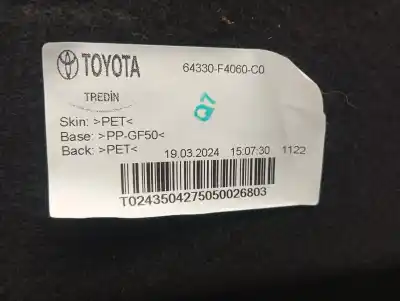 TOYOTA 64330-F4060-C0
TREDİN
Q7
Skin: >PET<
Base: >PP-GF50<
Back: >PET< 19.03.2024 15:07:30 1122
T0243504275050026803